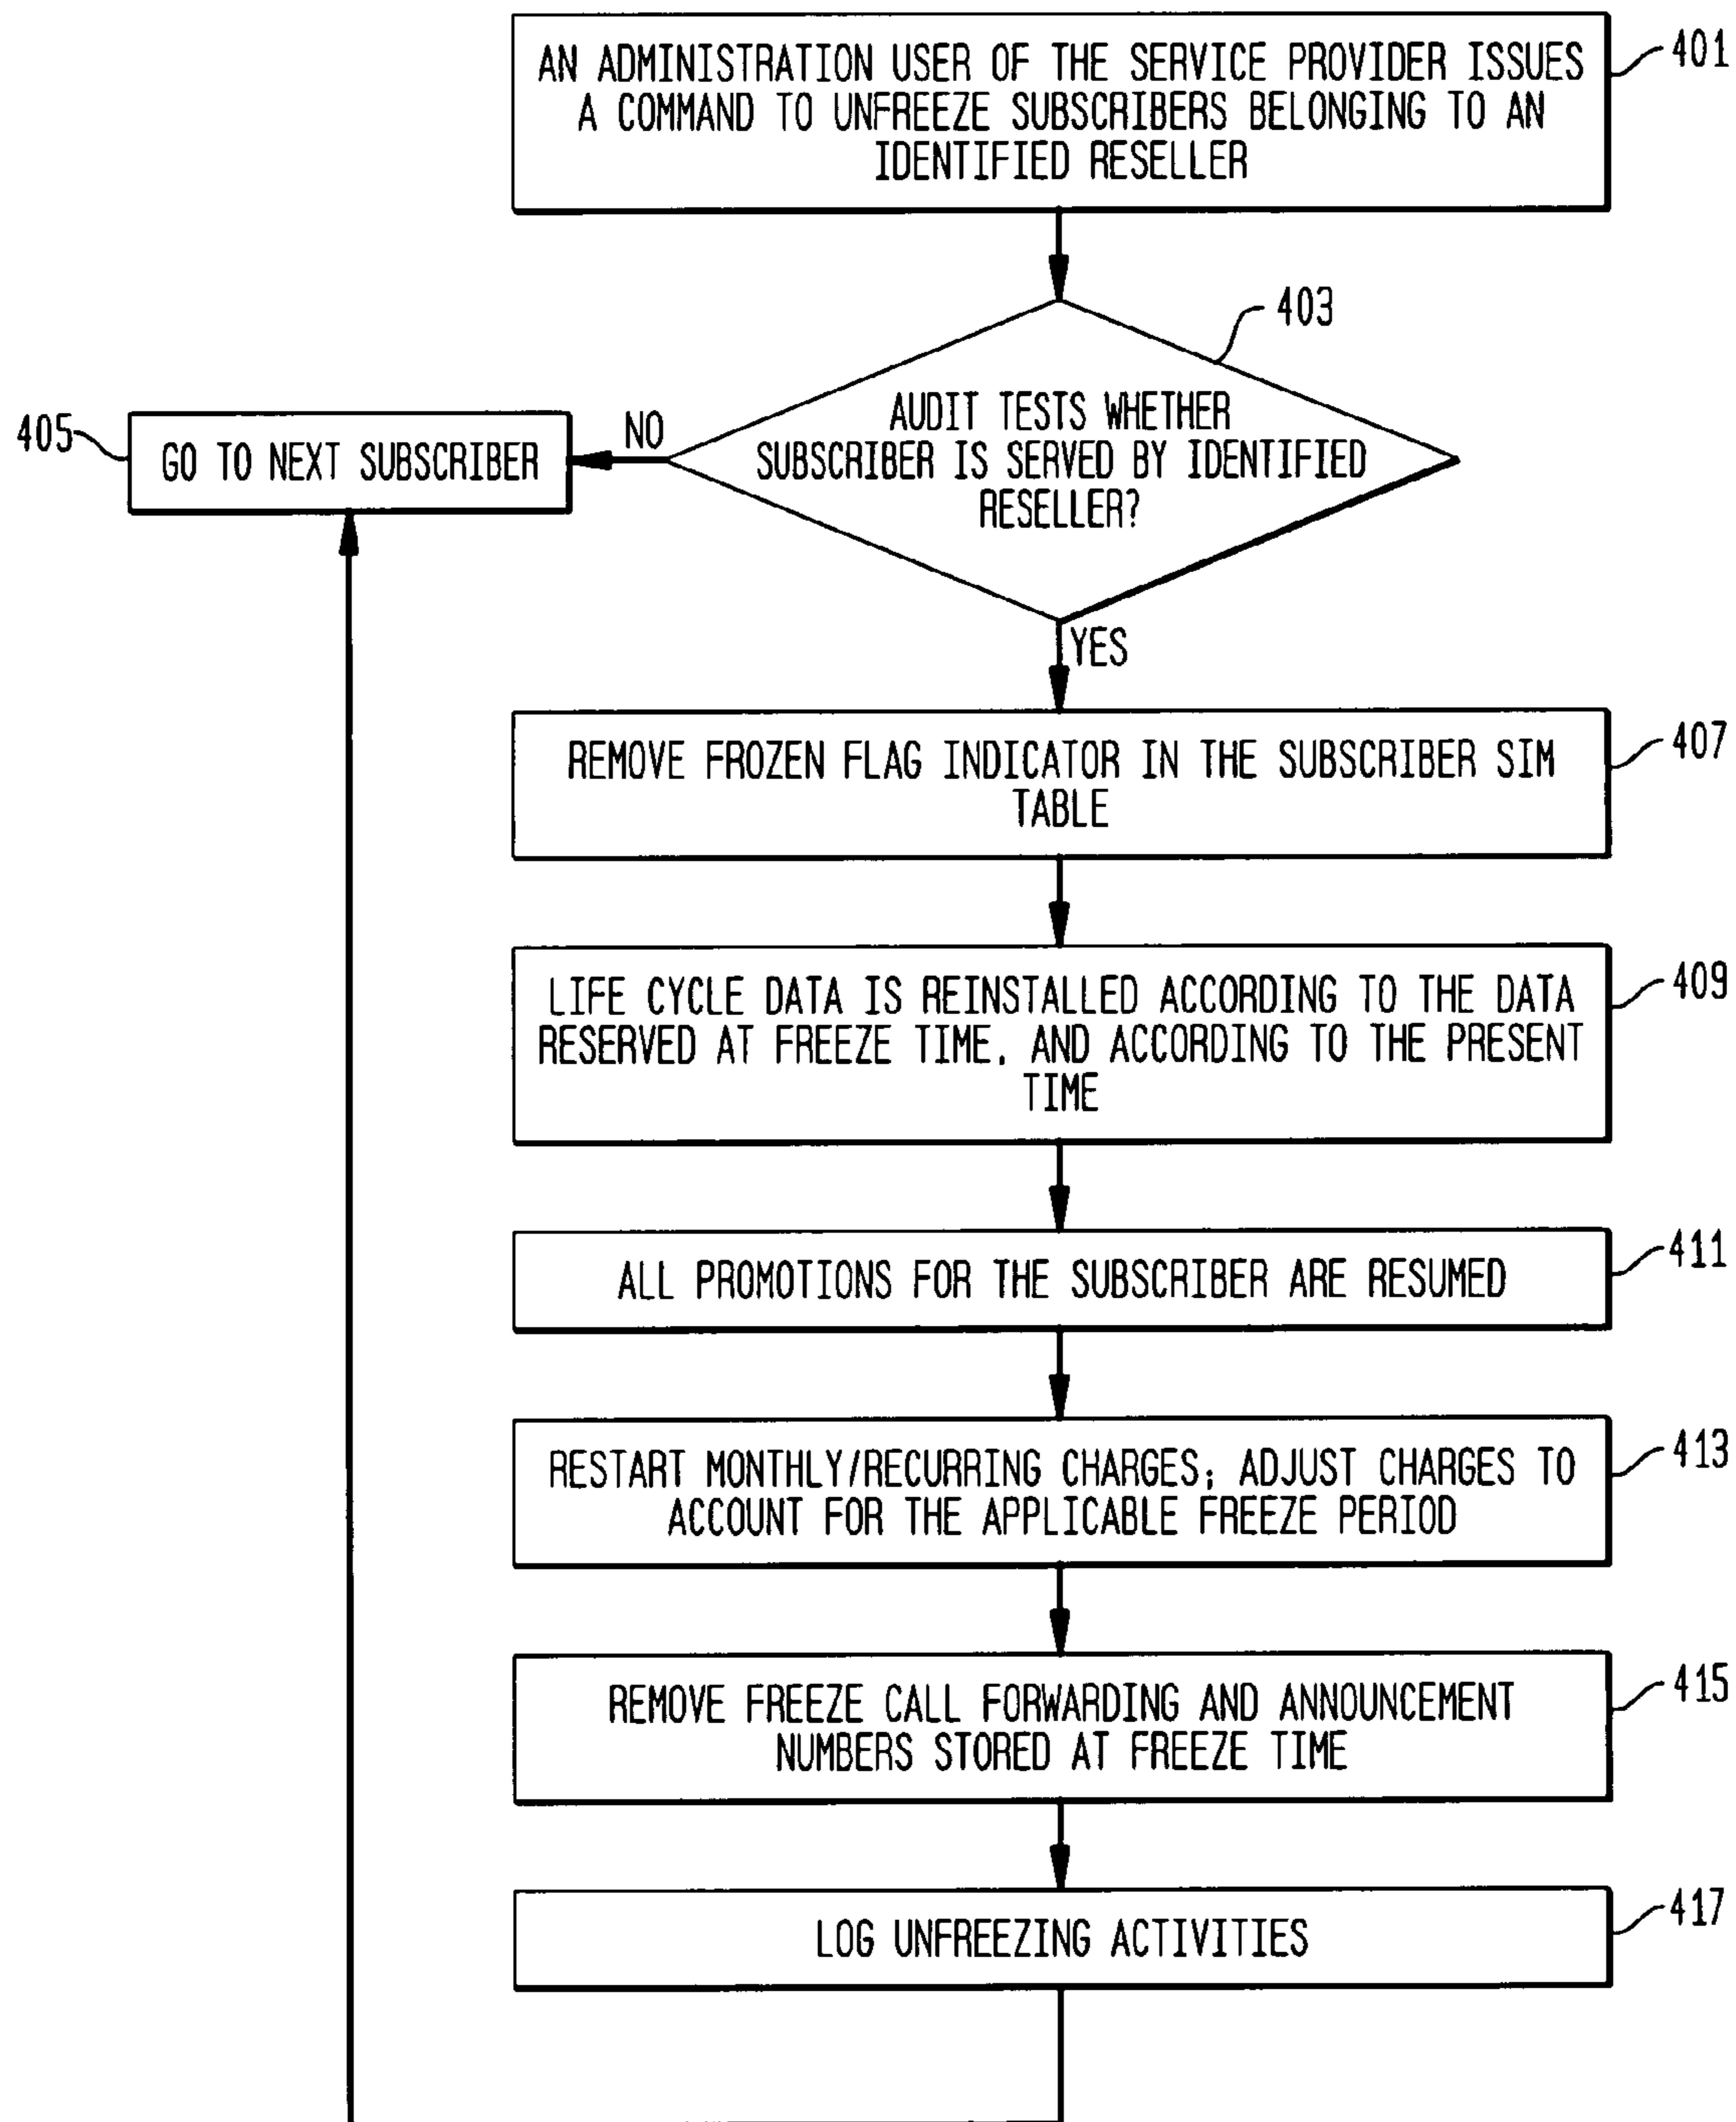 AN ADMINISTRATION USER OF THE SERVICE PROVIDER ISSUES
A COMMAND TO UNFREEZE SUBSCRIBERS BELONGING TO AN
IDENTIFIED RESELLER
401
403
AUDIT TESTS WHETHER
SUBSCRIBER IS SERVED BY IDENTIFIED
RESELLER?
NO
405
GO TO NEXT SUBSCRIBER
YES
REMOVE FROZEN FLAG INDICATOR IN THE SUBSCRIBER SIM
TABLE
407
LIFE CYCLE DATA IS REINSTALLED ACCORDING TO THE DATA
RESERVED AT FREEZE TIME, AND ACCORDING TO THE PRESENT
TIME
409
ALL PROMOTIONS FOR THE SUBSCRIBER ARE RESUMED
411
RESTART MONTHLY/RECURRING CHARGES; ADJUST CHARGES TO
ACCOUNT FOR THE APPLICABLE FREEZE PERIOD
413
REMOVE FREEZE CALL FORWARDING AND ANNOUNCEMENT
NUMBERS STORED AT FREEZE TIME
415
LOG UNFREEZING ACTIVITIES
417